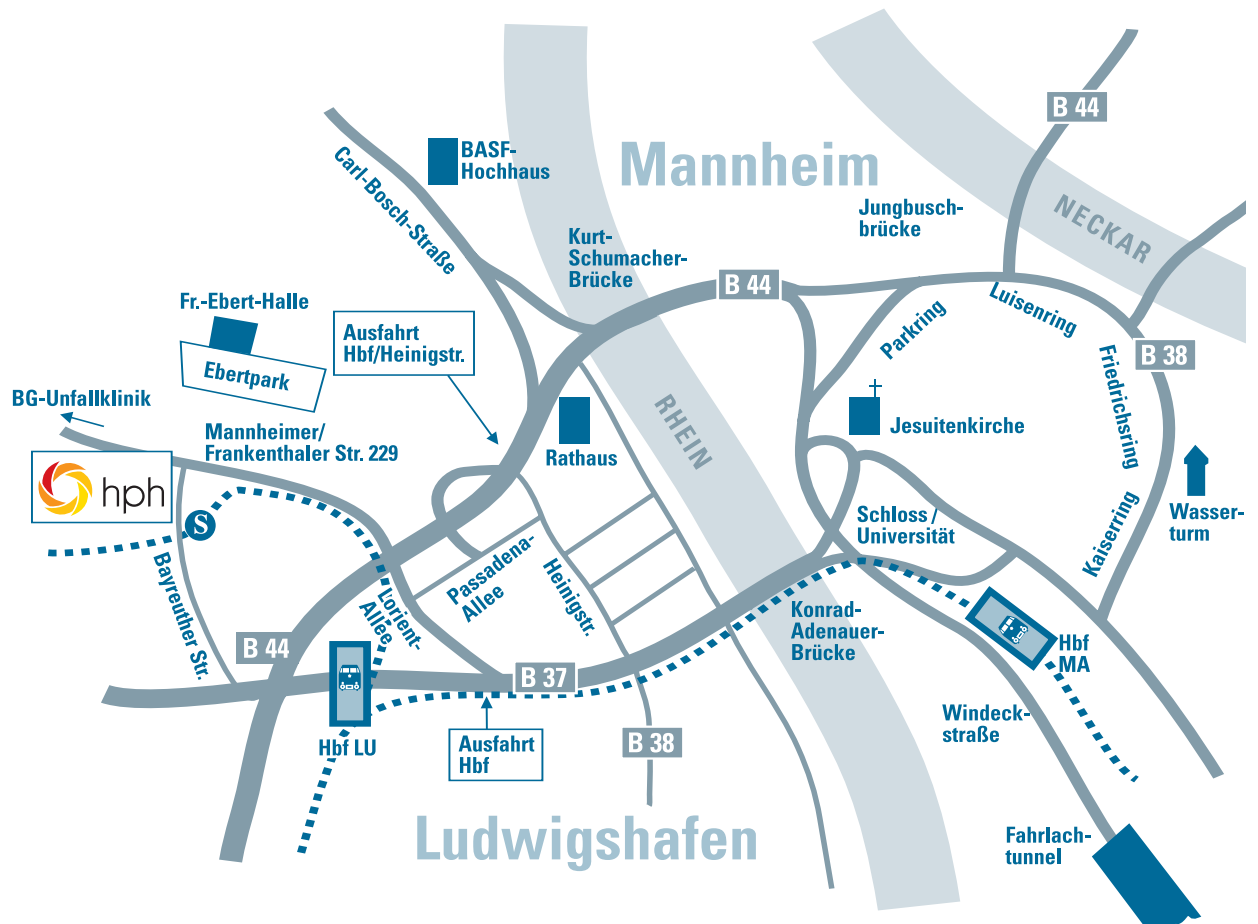 B 44
Mannheim
BASF-
Hochhaus
Carl-Bosch-Straße
Jungbusch-
brücke
NECKAR
Kurt-
Schumacher-
Brücke
B 44
Luisenring
Fr.-Ebert-Halle
Ebertpark
Ausfahrt
Hbf/Heinigstr.
Parkring
B 38
Friedrichsring
BG-Unfallklinik
Mannheimer/
Frankenthaler Str. 229
RHEIN
Jesuitenkirche
Rathaus
hph
S
Schloss/
Universität
Kaiserring
Wasser-
turm
Bayreuther Str.
Lorient-
Allee
Passadena-
Allee
Heinigstr.
Konrad-
Adenauer-
Brücke
Hbf
MA
B 44
B 37
Hbf LU
Ausfahrt
Hbf
B 38
Windeck-
straße
Ludwigshafen
Fahrlach-
tunnel